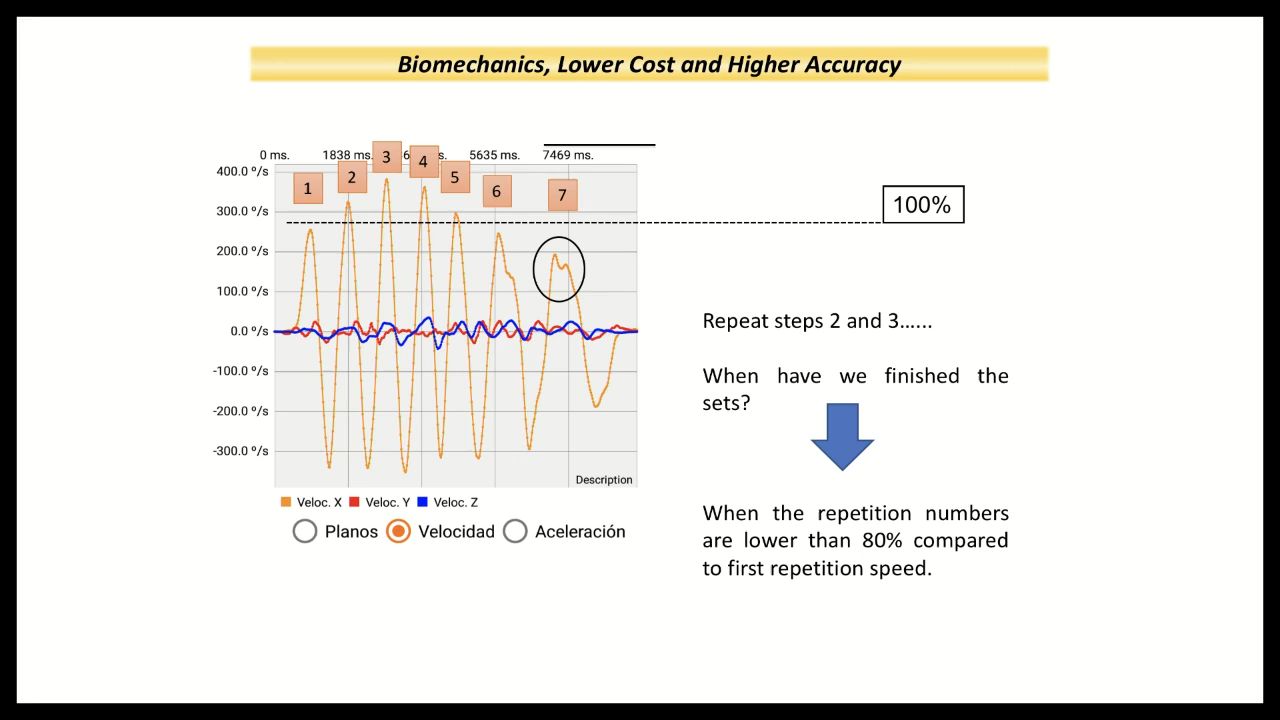 Biomechanics, Lower Cost and Higher Accuracy
0 ms. 1838 ms. 6 s. 5635 ms. 7469 ms.
1 2 3 4 5 6 7
400.0 º/s
300.0 º/s
200.0 º/s
100.0 º/s
0.0 º/s
-100.0 º/s
-200.0 º/s
-300.0 º/s
Description
Veloc. X Veloc. Y Veloc. Z
Planos Velocidad Aceleración
100%
Repeat steps 2 and 3......
When have we finished the
sets?
When the repetition numbers
are lower than 80% compared
to first repetition speed.